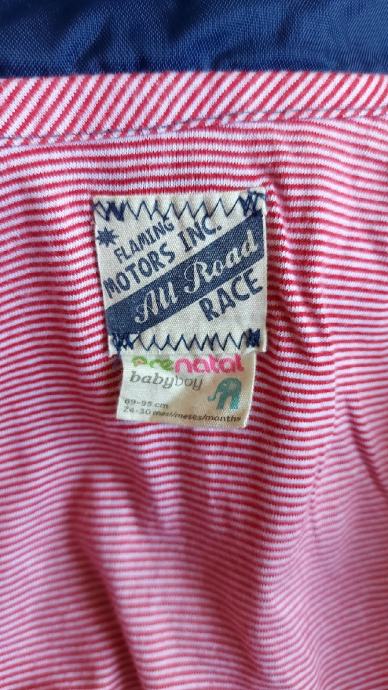 FLAMING
MOTORS INC.
All Road
RACE
prenatal
babyboy
89-95 cm
24-30 mesi/meses/months